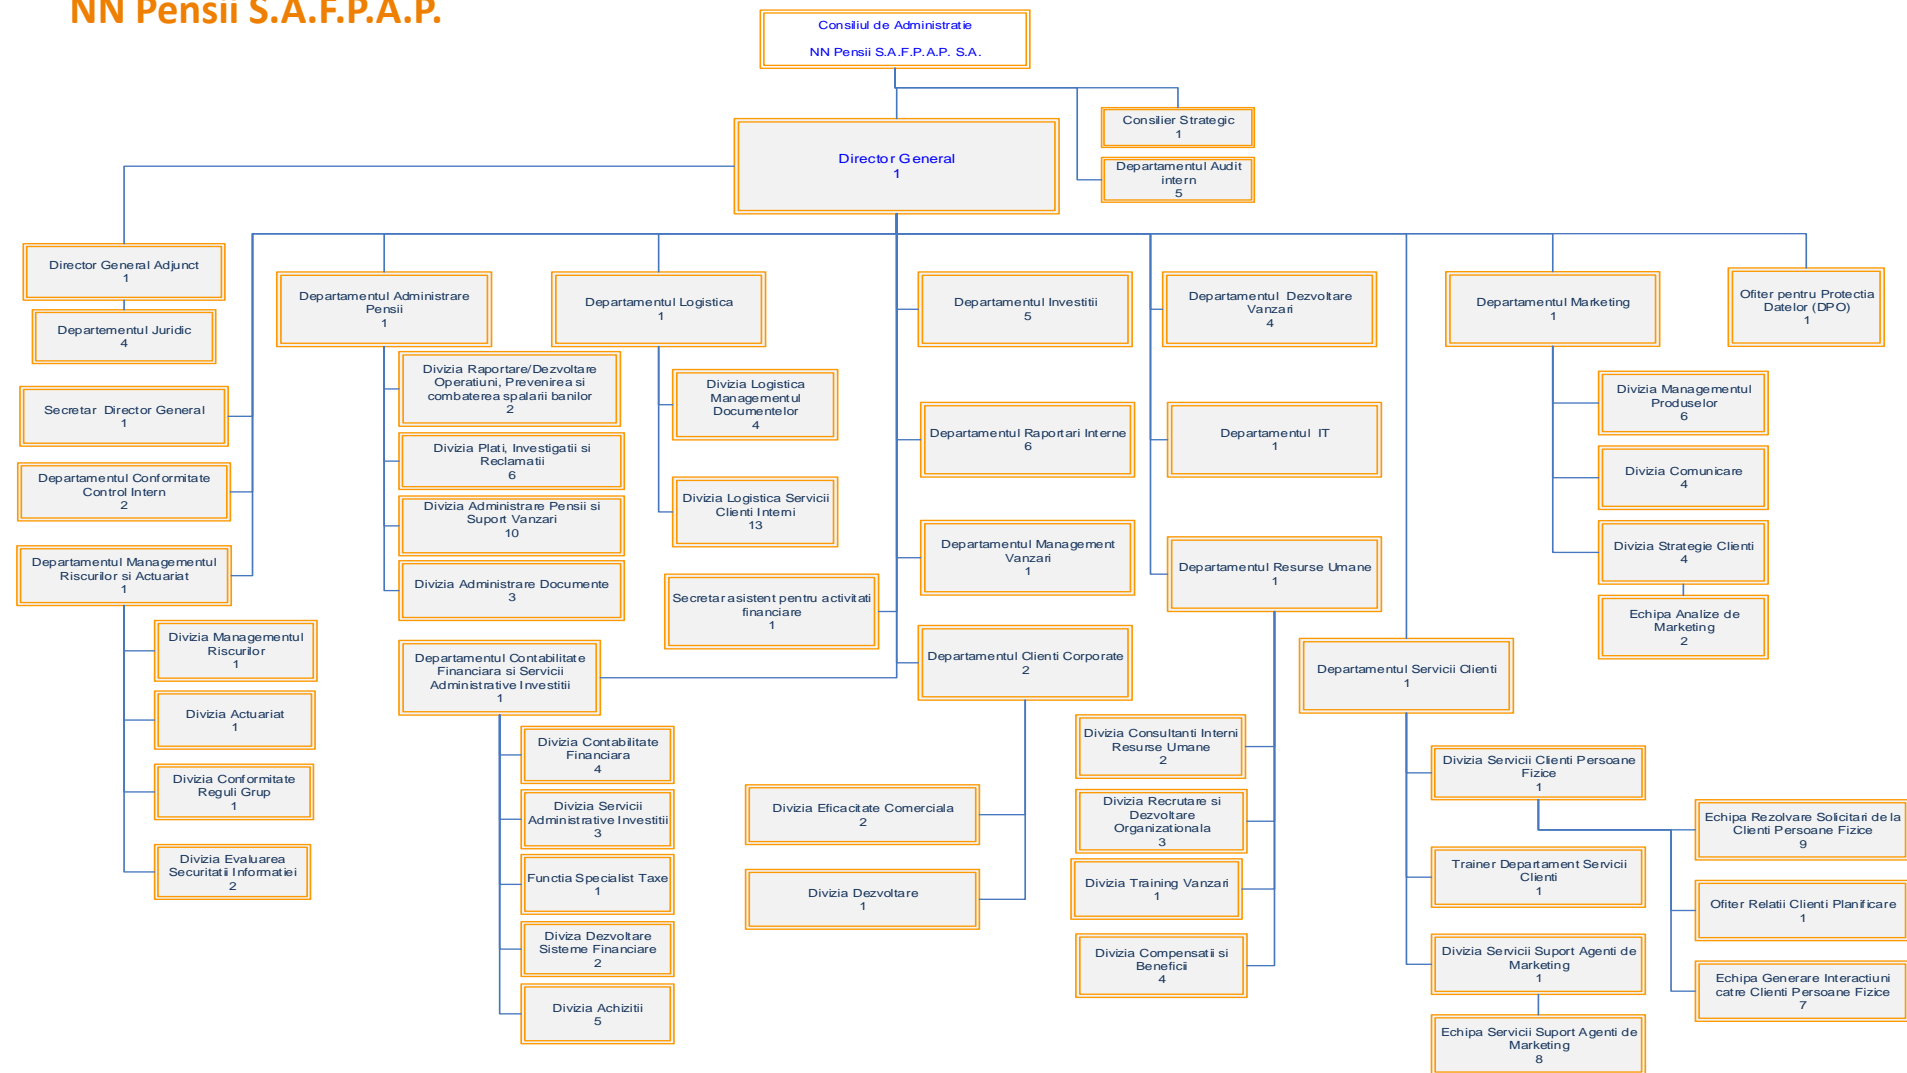 NN Pensii S.A.F.P.A.P.
Consiliul de Administratie
NN Pensii S.A.F.P.A.P. S.A.
Consilier Strategic
1
Departamentul Audit
intern
5
Director General
1
Director General Adjunct
1
Departementul Juridic
4
Secretar Director General
1
Departamentul Conformitate
Control Intern
2
Departamentul Managementul
Riscurilor si Actuariat
1
Divizia Managementul
Riscurilor
1
Divizia Actuariat
1
Divizia Conformitate
Reguli Grup
1
Divizia Evaluarea
Securitatii Informatiei
2
Departamentul Administrare
Pensii
1
Divizia Raportare/Dezvoltare
Operatiuni, Prevenirea si
combaterea spalarii banilor
2
Divizia Plati, Investigatii si
Reclamatii
6
Divizia Administrare Pensii si
Suport Vanzari
10
Divizia Administrare Documente
3
Departamentul Logistica
1
Divizia Logistica
Managementul
Documentelor
4
Divizia Logistica Servicii
Clienti Interni
13
Secretar asistent pentru activitati
financiare
1
Departamentul Contabilitate
Financiara si Servicii
Administrative Investitii
1
Divizia Contabilitate
Financiara
4
Divizia Servicii
Administrative Investitii
3
Functia Specialist Taxe
1
Diviza Dezvoltare
Sisteme Financiare
2
Divizia Achizitii
5
Departamentul Investitii
5
Departamentul Raportari Interne
6
Departamentul Management
Vanzari
1
Departamentul Clienti Corporate
2
Divizia Eficacitate Comerciala
2
Divizia Dezvoltare
1
Departamentul Dezvoltare
Vanzari
4
Departamentul IT
1
Departamentul Resurse Umane
1
Divizia Consultanti Interni
Resurse Umane
2
Divizia Recrutare si
Dezvoltare
Organizationala
3
Divizia Training Vanzari
1
Divizia Compensatii si
Beneficii
4
Departamentul Marketing
1
Divizia Managementul
Produselor
6
Divizia Comunicare
4
Divizia Strategie Clienti
4
Echipa Analize de
Marketing
2
Ofiter pentru Protectia
Datelor (DPO)
1
Departamentul Servicii Clienti
1
Divizia Servicii Clienti Persoane
Fizice
1
Trainer Departament Servicii
Clienti
1
Divizia Servicii Suport Agenti de
Marketing
1
Echipa Servicii Suport Agenti de
Marketing
8
Echipa Rezolvare Solicitari de la
Clienti Persoane Fizice
9
Ofiter Relatii Clienti Planificare
1
Echipa Generare Interactiuni
catre Clienti Persoane Fizice
7